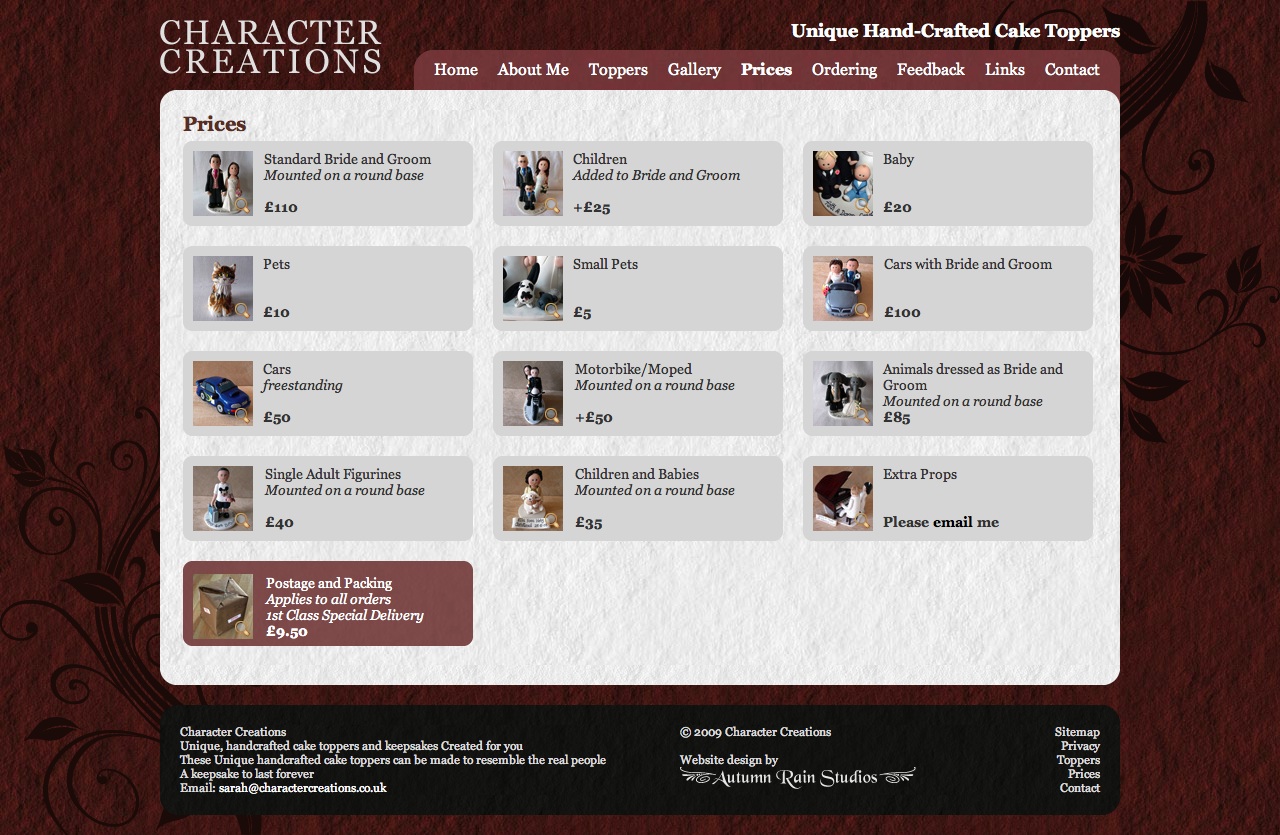 CHARACTER
CREATIONS
Unique Hand-Crafted Cake Toppers
Home About Me Toppers Gallery Prices Ordering Feedback Links Contact
Prices
Standard Bride and Groom
Mounted on a round base
£110
Children
Added to Bride and Groom
+£25
Baby
£20
Pets
£10
Small Pets
£5
Cars with Bride and Groom
£100
Cars
freestanding
£50
Motorbike/Moped
Mounted on a round base
+£50
Animals dressed as Bride and
Groom
Mounted on a round base
£85
Single Adult Figurines
Mounted on a round base
£40
Children and Babies
Mounted on a round base
£35
Extra Props
Please email me
Postage and Packing
Applies to all orders
1st Class Special Delivery
£9.50
Character Creations
Unique, handcrafted cake toppers and keepsakes Created for you
These Unique handcrafted cake toppers can be made to resemble the real people
A keepsake to last forever
Email: sarah@charactercreations.co.uk
© 2009 Character Creations
Website design by
Autumn Rain Studios
Sitemap
Privacy
Toppers
Prices
Contact